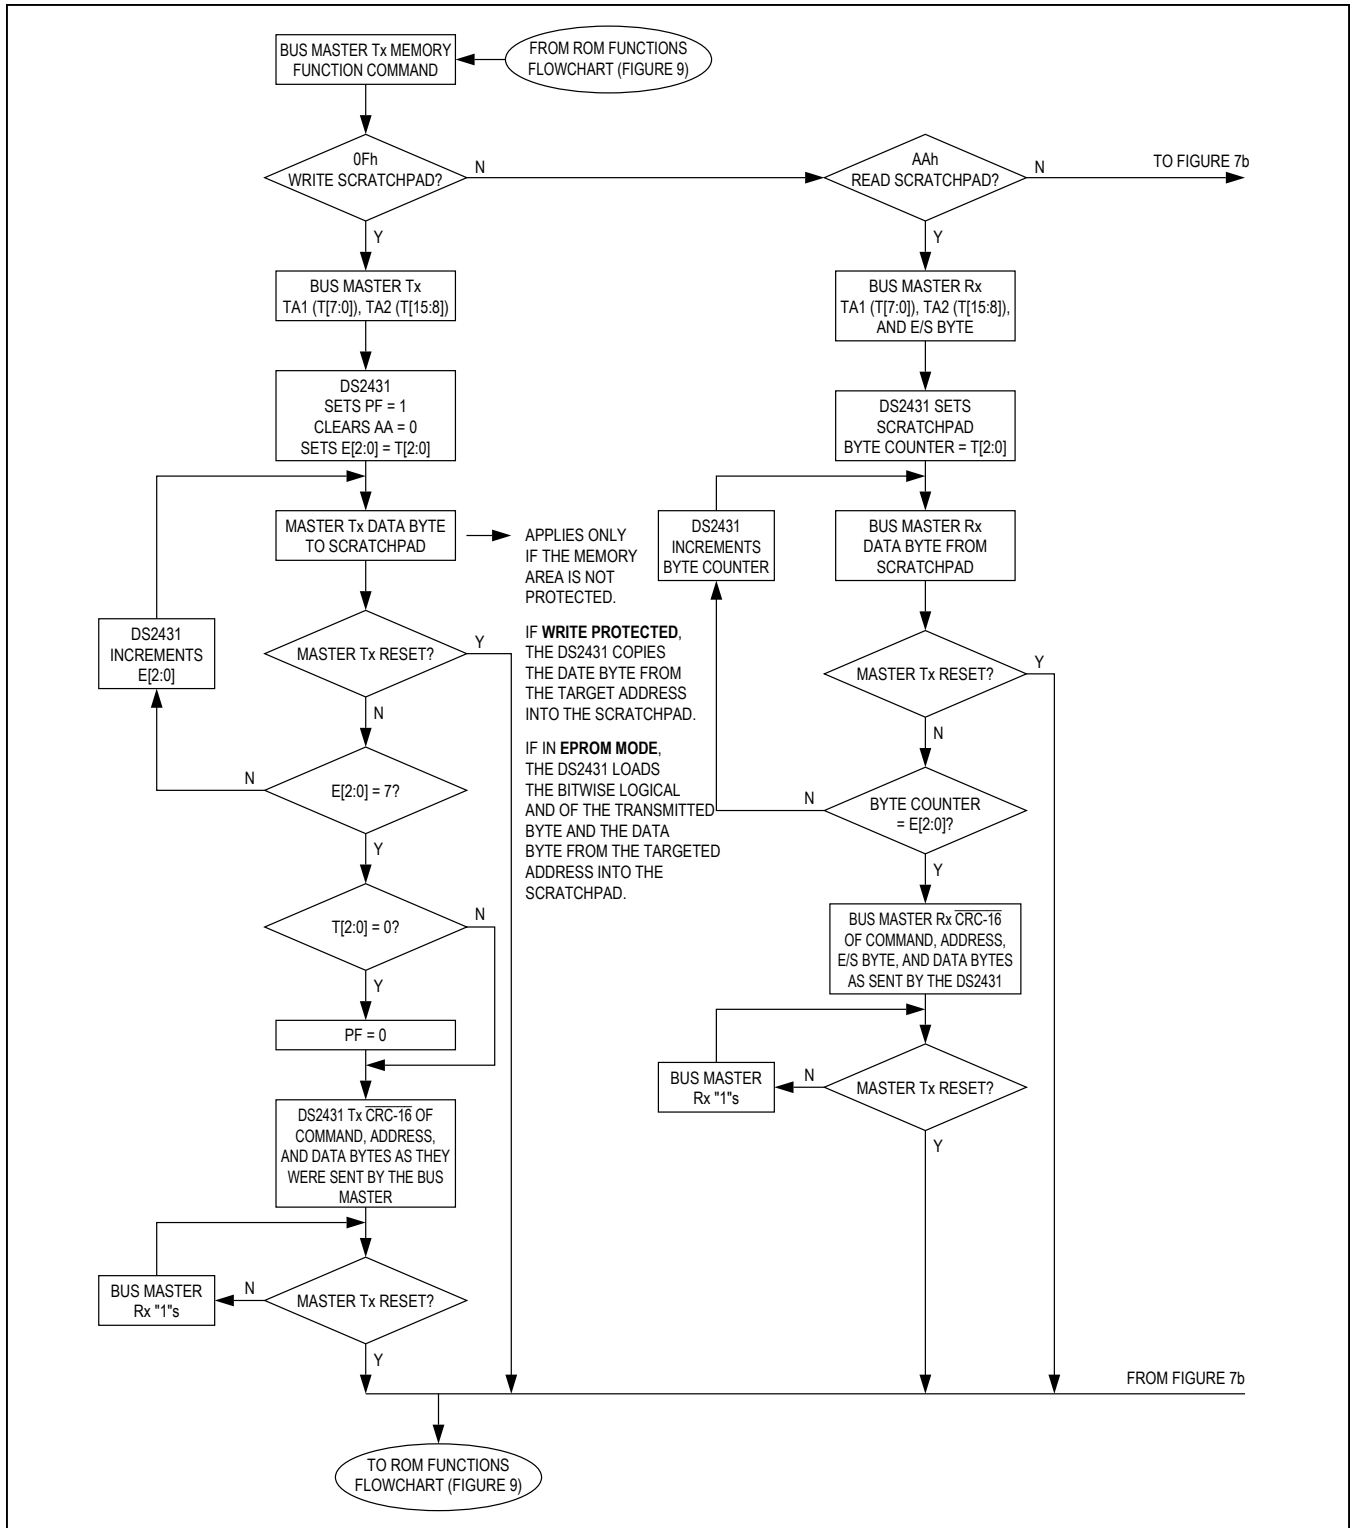 BUS MASTER Tx MEMORY
FUNCTION COMMAND
FROM ROM FUNCTIONS
FLOWCHART (FIGURE 9)
0Fh
WRITE SCRATCHPAD?
N
Y
AAh
READ SCRATCHPAD?
N
Y
TO FIGURE 7b
BUS MASTER Tx
TA1 (T[7:0]), TA2 (T[15:8])
DS2431
SETS PF = 1
CLEARS AA = 0
SETS E[2:0] = T[2:0]
MASTER Tx DATA BYTE
TO SCRATCHPAD
APPLIES ONLY
IF THE MEMORY
AREA IS NOT
PROTECTED.
IF WRITE PROTECTED,
THE DS2431 COPIES
THE DATE BYTE FROM
THE TARGET ADDRESS
INTO THE SCRATCHPAD.
IF IN EPROM MODE,
THE DS2431 LOADS
THE BITWISE LOGICAL
AND OF THE TRANSMITTED
BYTE AND THE DATA
BYTE FROM THE TARGETED
ADDRESS INTO THE
SCRATCHPAD.
DS2431
INCREMENTS
E[2:0]
MASTER Tx RESET?
Y
N
E[2:0] = 7?
N
Y
T[2:0] = 0?
N
Y
PF = 0
DS2431 Tx CRC-16 OF
COMMAND, ADDRESS,
AND DATA BYTES AS THEY
WERE SENT BY THE BUS
MASTER
BUS MASTER
Rx "1"s
N
MASTER Tx RESET?
Y
BUS MASTER Rx
TA1 (T[7:0]), TA2 (T[15:8]),
AND E/S BYTE
DS2431 SETS
SCRATCHPAD
BYTE COUNTER = T[2:0]
DS2431
INCREMENTS
BYTE COUNTER
BUS MASTER Rx
DATA BYTE FROM
SCRATCHPAD
MASTER Tx RESET?
Y
N
BYTE COUNTER
= E[2:0]?
N
Y
BUS MASTER Rx CRC-16
OF COMMAND, ADDRESS,
E/S BYTE, AND DATA BYTES
AS SENT BY THE DS2431
BUS MASTER
Rx "1"s
N
MASTER Tx RESET?
Y
FROM FIGURE 7b
TO ROM FUNCTIONS
FLOWCHART (FIGURE 9)